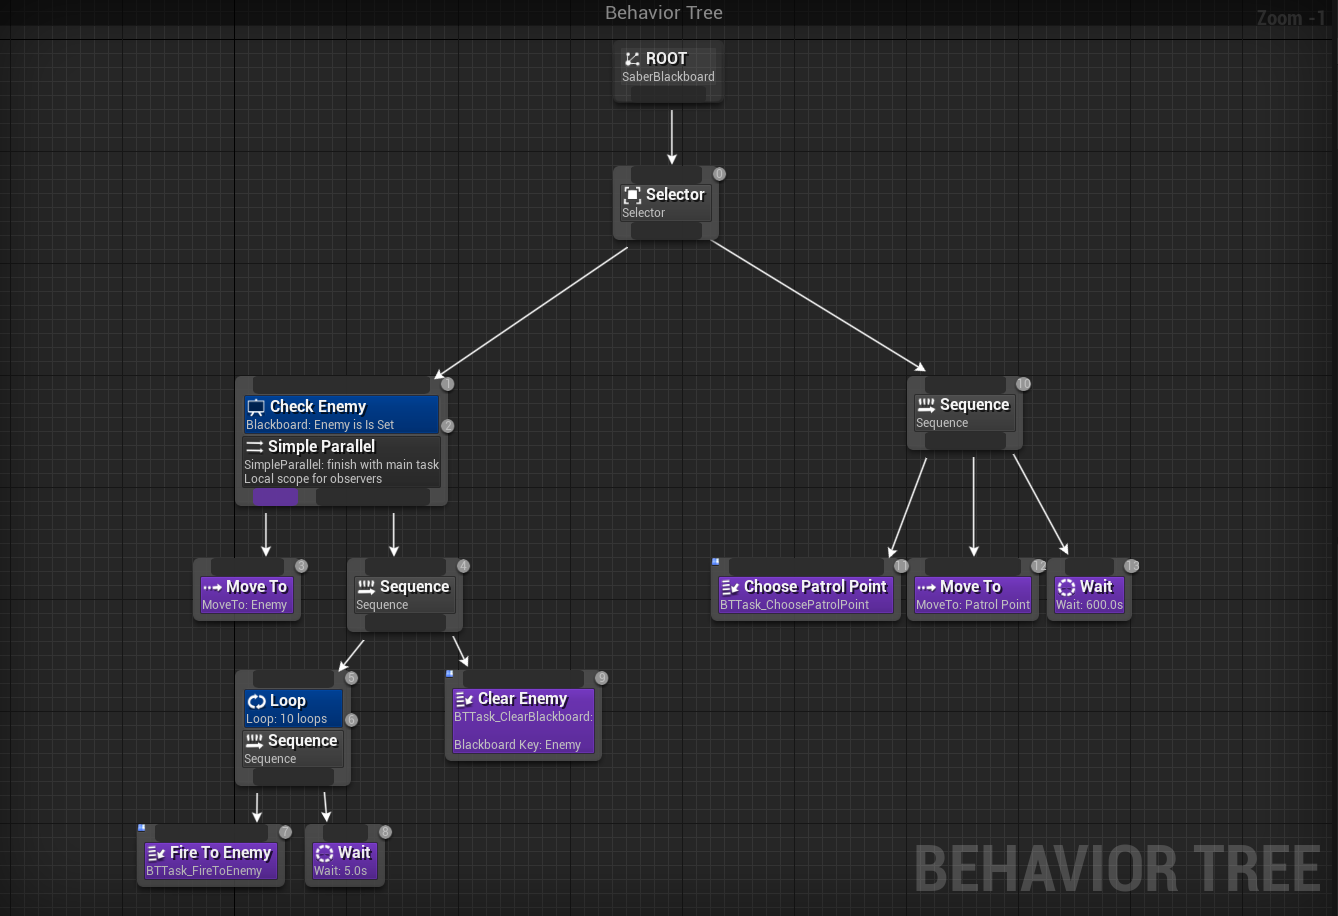 Behavior Tree
Zoom -1
ROOT
SaberBlackboard
0
Selector
Selector
1
Check Enemy
Blackboard: Enemy is Is Set
2
Simple Parallel
SimpleParallel: finish with main task
Local scope for observers
10
Sequence
Sequence
3
Move To
MoveTo: Enemy
4
Sequence
Sequence
11
Choose Patrol Point
BTTask_ChoosePatrolPoint
12
Move To
MoveTo: Patrol Point
13
Wait
Wait: 600.0s
5
Loop
Loop: 10 loops
6
Sequence
Sequence
9
Clear Enemy
BTTask_ClearBlackboard:
Blackboard Key: Enemy
7
Fire To Enemy
BTTask_FireToEnemy
8
Wait
Wait: 5.0s
BEHAVIOR TREE